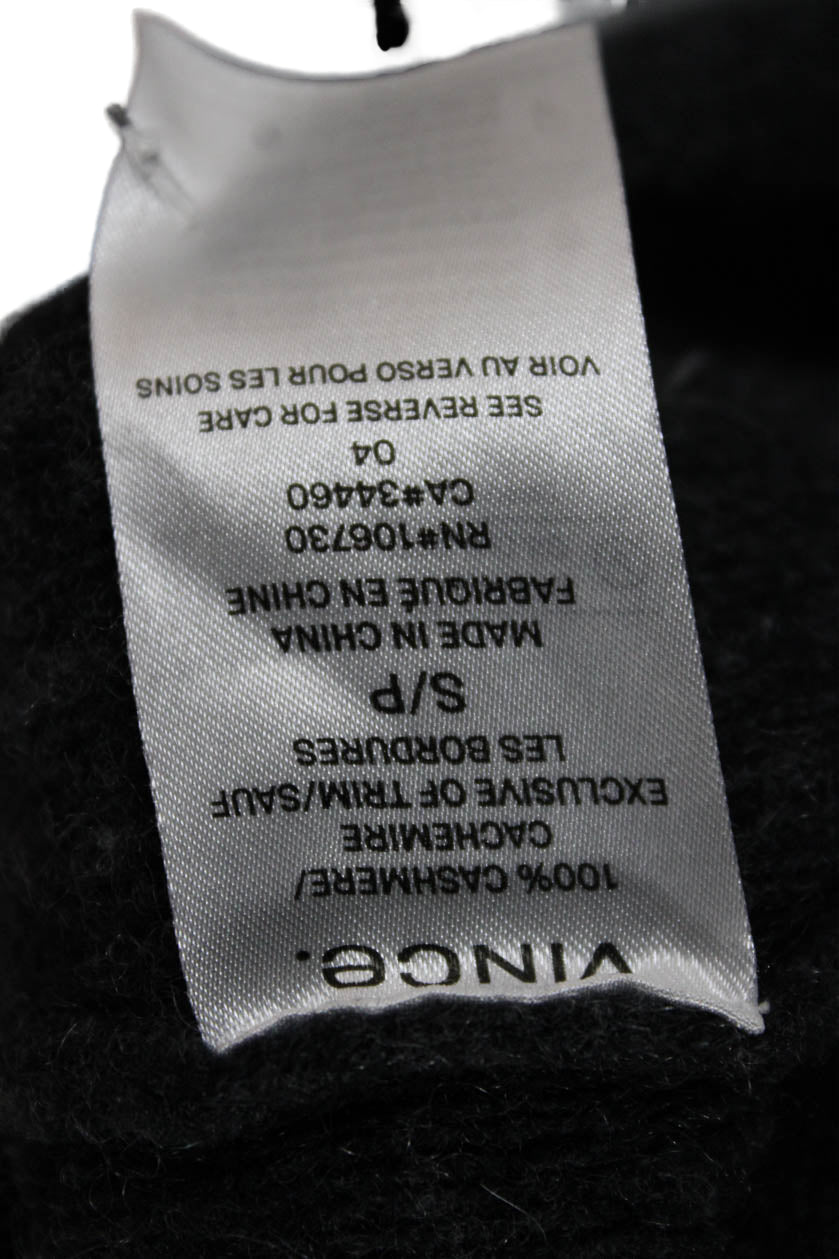 VINCE.
100% CASHMERE/
CACHEMIRE
EXCLUSIVE OF TRIM/SAUF
LES BORDURES
S/P
MADE IN CHINA
FABRIQUÉ EN CHINE
RN#106730
CA#34460
04
SEE REVERSE FOR CARE
VOIR AU VERSO POUR LES SOINS